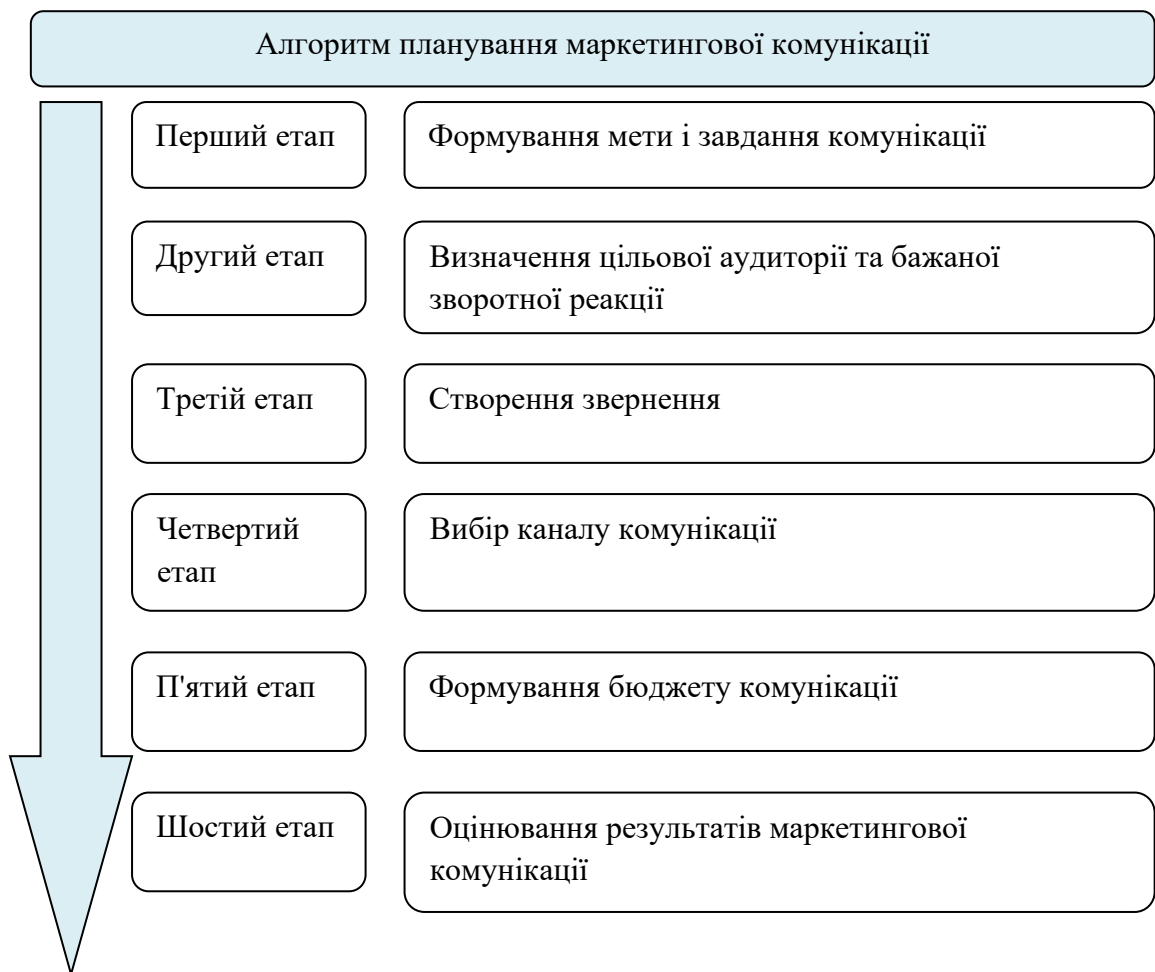 Алгоритм планування маркетингової комунікації
Перший етап
Формування мети і завдання комунікації
Другий етап
Визначення цільової аудиторії та бажаної
зворотної реакції
Третій етап
Створення звернення
Четвертий
етап
Вибір каналу комунікації
П'ятий етап
Формування бюджету комунікації
Шостий етап
Оцінювання результатів маркетингової
комунікації